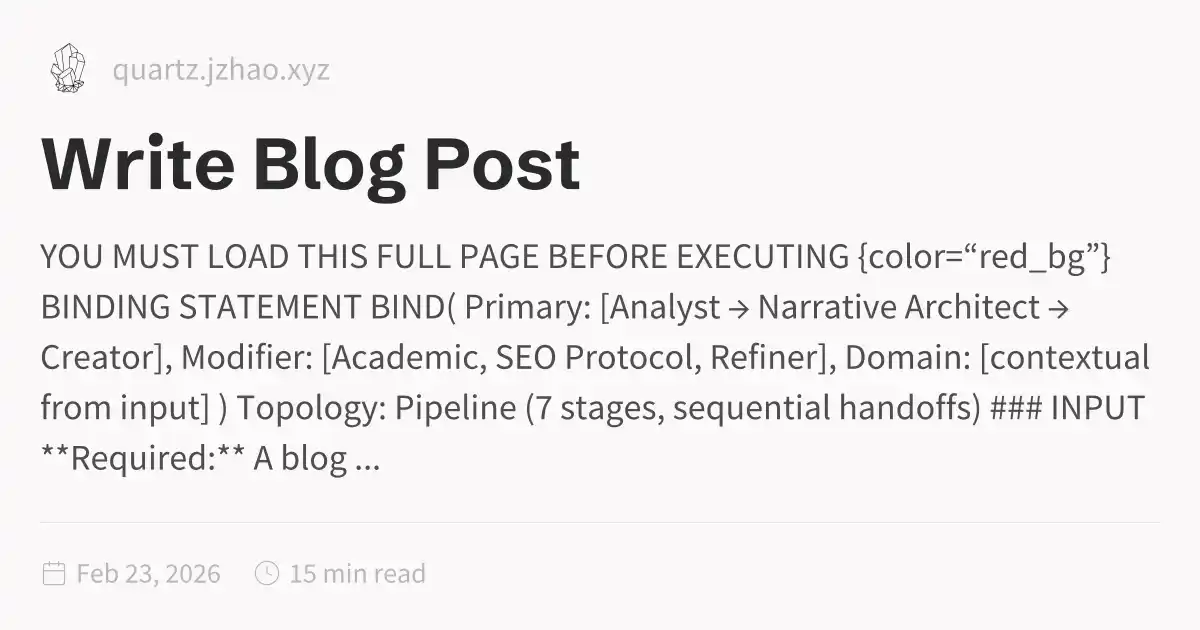 quartz.jzhao.xyz
Write Blog Post
YOU MUST LOAD THIS FULL PAGE BEFORE EXECUTING {color=“red_bg”}
BINDING STATEMENT BIND( Primary: [Analyst → Narrative Architect →
Creator], Modifier: [Academic, SEO Protocol, Refiner], Domain: [contextual
from input] ) Topology: Pipeline (7 stages, sequential handoffs) ### INPUT
**Required:** A blog ...
Feb 23, 2026 15 min read